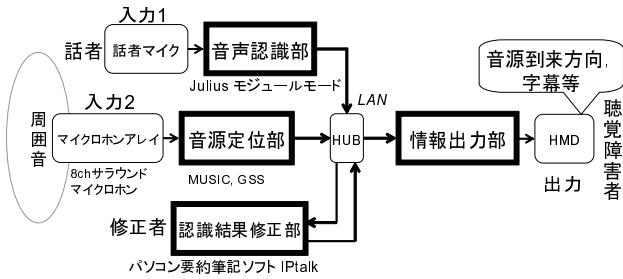 入力1
話者
話者マイク
音声認識部
Julius モジュールモード
音源到来方向,
字幕等
LAN
入力2
周囲音
マイクロホンアレイ
音源定位部
HUB
情報出力部
HMD
聴覚障害者
8chサラウンド
マイクロホン
MUSIC, GSS
出力
修正者
認識結果修正部
パソコン要約筆記ソフト IPtalk